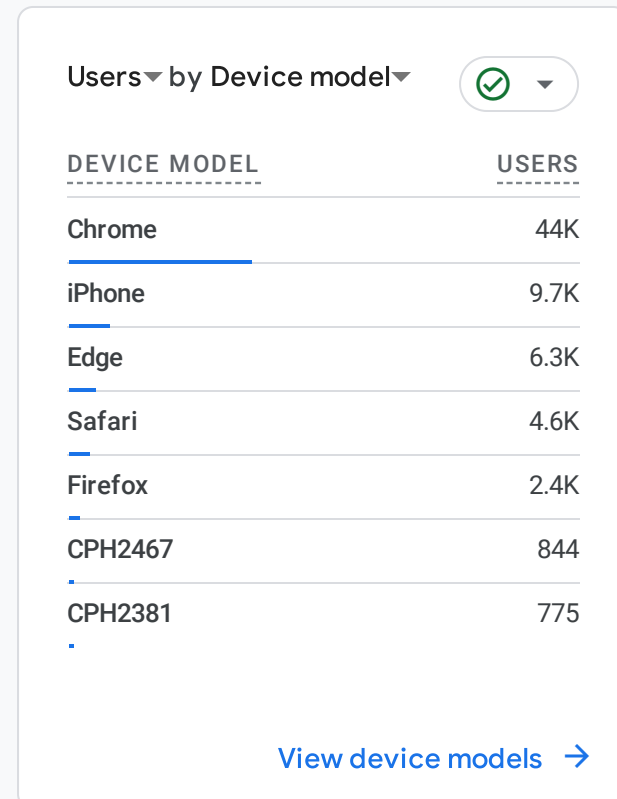 Users by Device model
DEVICE MODEL USERS
Chrome 44K
iPhone 9.7K
Edge 6.3K
Safari 4.6K
Firefox 2.4K
CPH2467 844
CPH2381 775
View device models